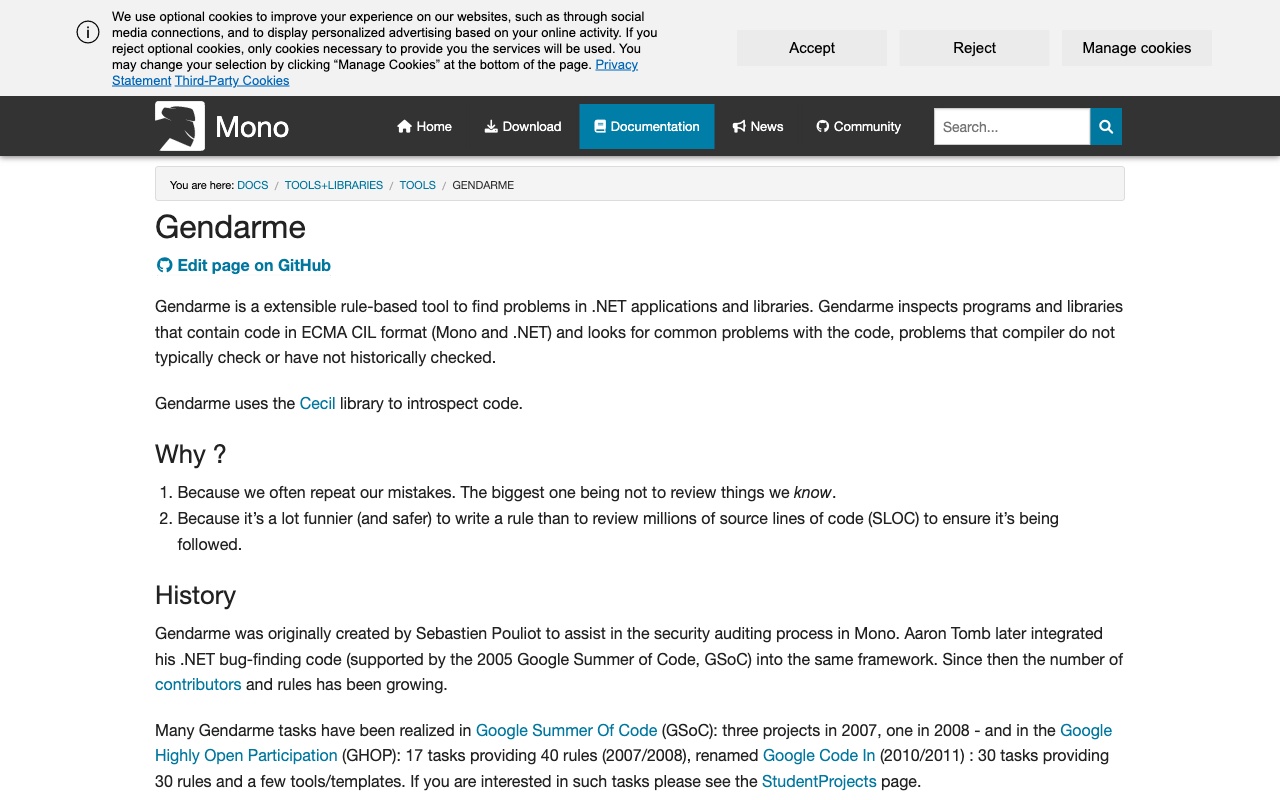 We use optional cookies to improve your experience on our websites, such as through social
media connections, and to display personalized advertising based on your online activity. If you
reject optional cookies, only cookies necessary to provide you the services will be used. You
may change your selection by clicking “Manage Cookies” at the bottom of the page. Privacy
Statement Third-Party Cookies
Accept
Reject
Manage cookies
Mono
Home
Download
Documentation
News
Community
Search...
You are here: DOCS / TOOLS+LIBRARIES / TOOLS / GENDARME
Gendarme
Edit page on GitHub
Gendarme is a extensible rule-based tool to find problems in .NET applications and libraries. Gendarme inspects programs and libraries
that contain code in ECMA CIL format (Mono and .NET) and looks for common problems with the code, problems that compiler do not
typically check or have not historically checked.
Gendarme uses the Cecil library to introspect code.
Why ?
1. Because we often repeat our mistakes. The biggest one being not to review things we know.
2. Because it’s a lot funnier (and safer) to write a rule than to review millions of source lines of code (SLOC) to ensure it’s being
followed.
History
Gendarme was originally created by Sebastien Pouliot to assist in the security auditing process in Mono. Aaron Tomb later integrated
his .NET bug-finding code (supported by the 2005 Google Summer of Code, GSoC) into the same framework. Since then the number of
contributors and rules has been growing.
Many Gendarme tasks have been realized in Google Summer Of Code (GSoC): three projects in 2007, one in 2008 - and in the Google
Highly Open Participation (GHOP): 17 tasks providing 40 rules (2007/2008), renamed Google Code In (2010/2011) : 30 tasks providing
30 rules and a few tools/templates. If you are interested in such tasks please see the StudentProjects page.